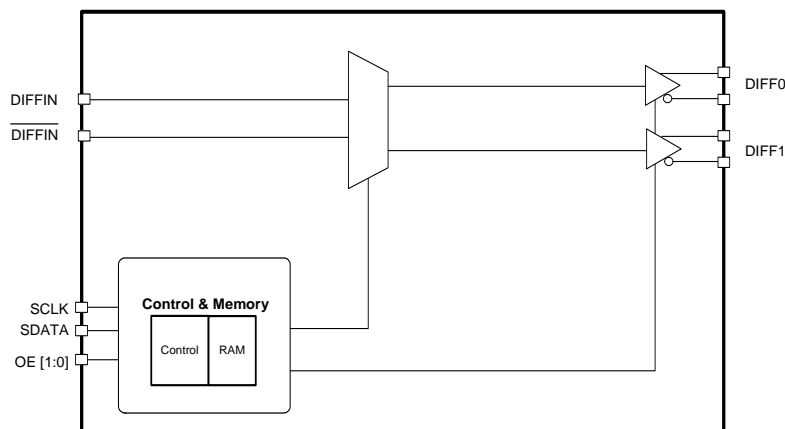 DIFFIN
DIFFIN
DIFF0
DIFF1
SCLK
SDATA
OE [1:0]
Control & Memory
Control
RAM